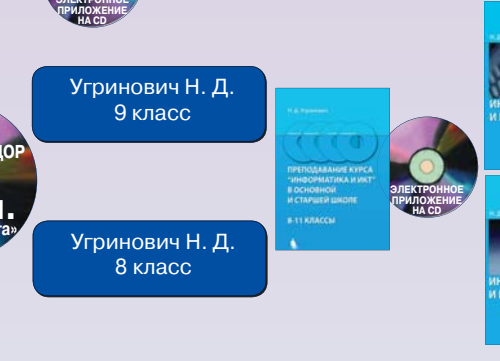 ЭЛЕКТРОННОЕ
ПРИЛОЖЕНИЕ
НА CD
Угринович Н. Д.
9 класс
Н. Д. Угринович
ПРЕПОДАВАНИЕ КУРСА
"ИНФОРМАТИКА И ИКТ"
В ОСНОВНОЙ
И СТАРШЕЙ ШКОЛЕ
8-11 КЛАССЫ
ЭЛЕКТРОННОЕ
ПРИЛОЖЕНИЕ
НА CD
Угринович Н. Д.
8 класс